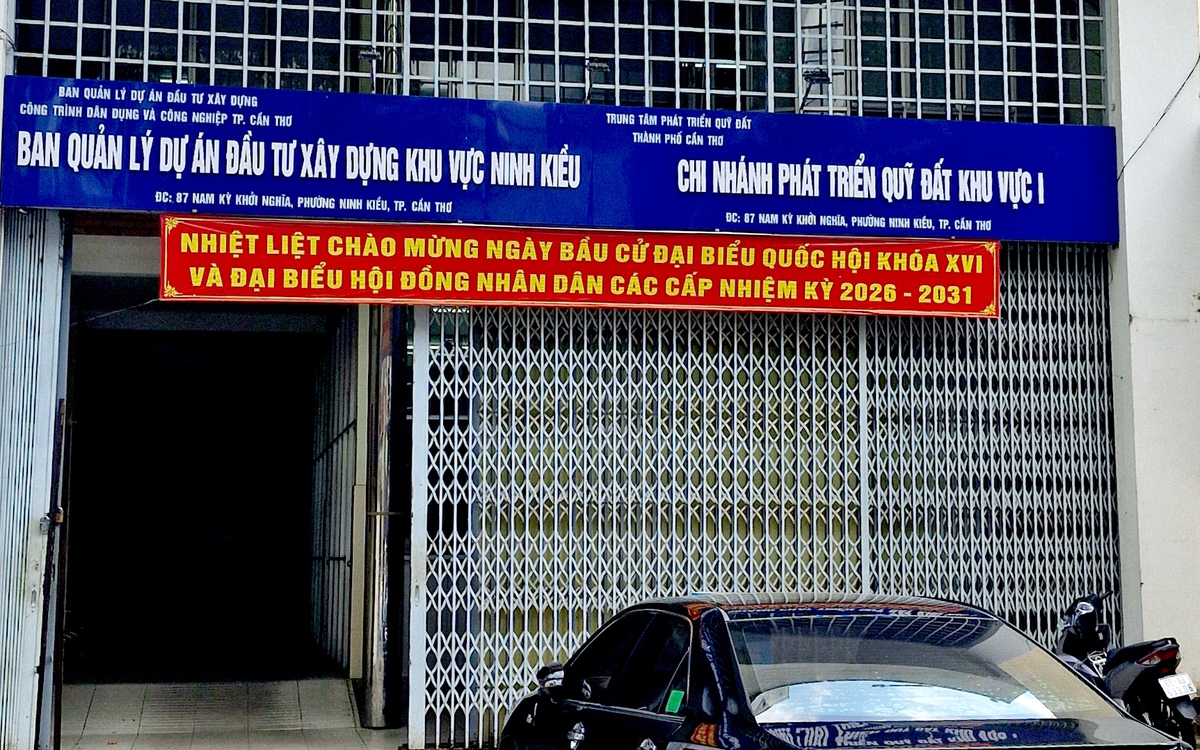 BAN QUẢN LÝ DỰ ÁN ĐẦU TƯ XÂY DỰNG
CÔNG TRÌNH DÂN DỤNG VÀ CÔNG NGHIỆP TP. CẦN THƠ
BAN QUẢN LÝ DỰ ÁN ĐẦU TƯ XÂY DỰNG KHU VỰC NINH KIỀU
ĐC: 87 NAM KỲ KHỞI NGHĨA, PHƯỜNG NINH KIỀU, TP. CẦN THƠ
TRUNG TÂM PHÁT TRIỂN QUỸ ĐẤT
THÀNH PHỐ CẦN THƠ
CHI NHÁNH PHÁT TRIỂN QUỸ ĐẤT KHU VỰC I
ĐC: 87 NAM KỲ KHỞI NGHĨA, PHƯỜNG NINH KIỀU, TP. CẦN THƠ
NHIỆT LIỆT CHÀO MỪNG NGÀY BẦU CỬ ĐẠI BIỂU QUỐC HỘI KHÓA XVI
VÀ ĐẠI BIỂU HỘI ĐỒNG NHÂN DÂN CÁC CẤP NHIỆM KỲ 2026 - 2031